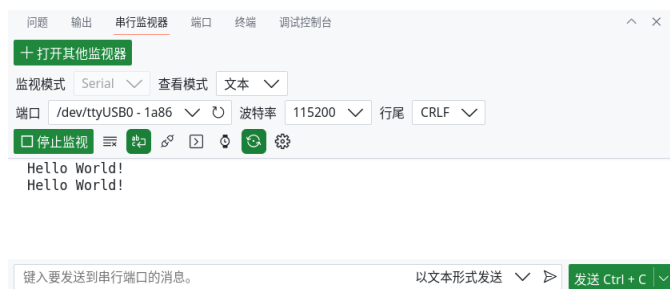 问题 输出 串行监视器 端口 终端 调试控制台
打开其他监视器
监视模式 Serial 查看模式 文本
端口 /dev/ttyUSB0 - 1a86 波特率 115200 行尾 CRLF
停止监视
Hello World!
Hello World!
键入要发送到串行端口的消息。 以文本形式发送 发送 Ctrl + C